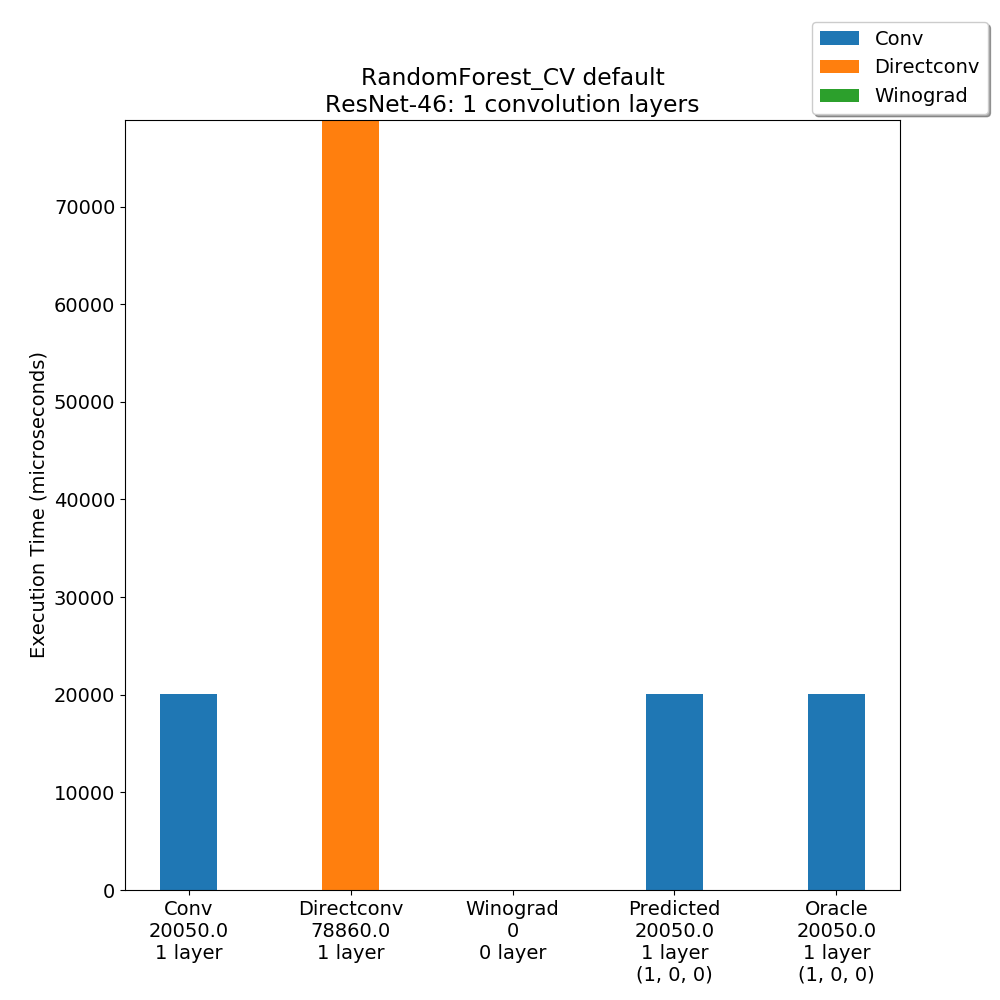 Conv
Directconv
Winograd
RandomForest_CV default
ResNet-46: 1 convolution layers
Execution Time (microseconds)
70000
60000
50000
40000
30000
20000
10000
0
Conv
20050.0
1 layer
Directconv
78860.0
1 layer
Winograd
0
0 layer
Predicted
20050.0
1 layer
(1, 0, 0)
Oracle
20050.0
1 layer
(1, 0, 0)